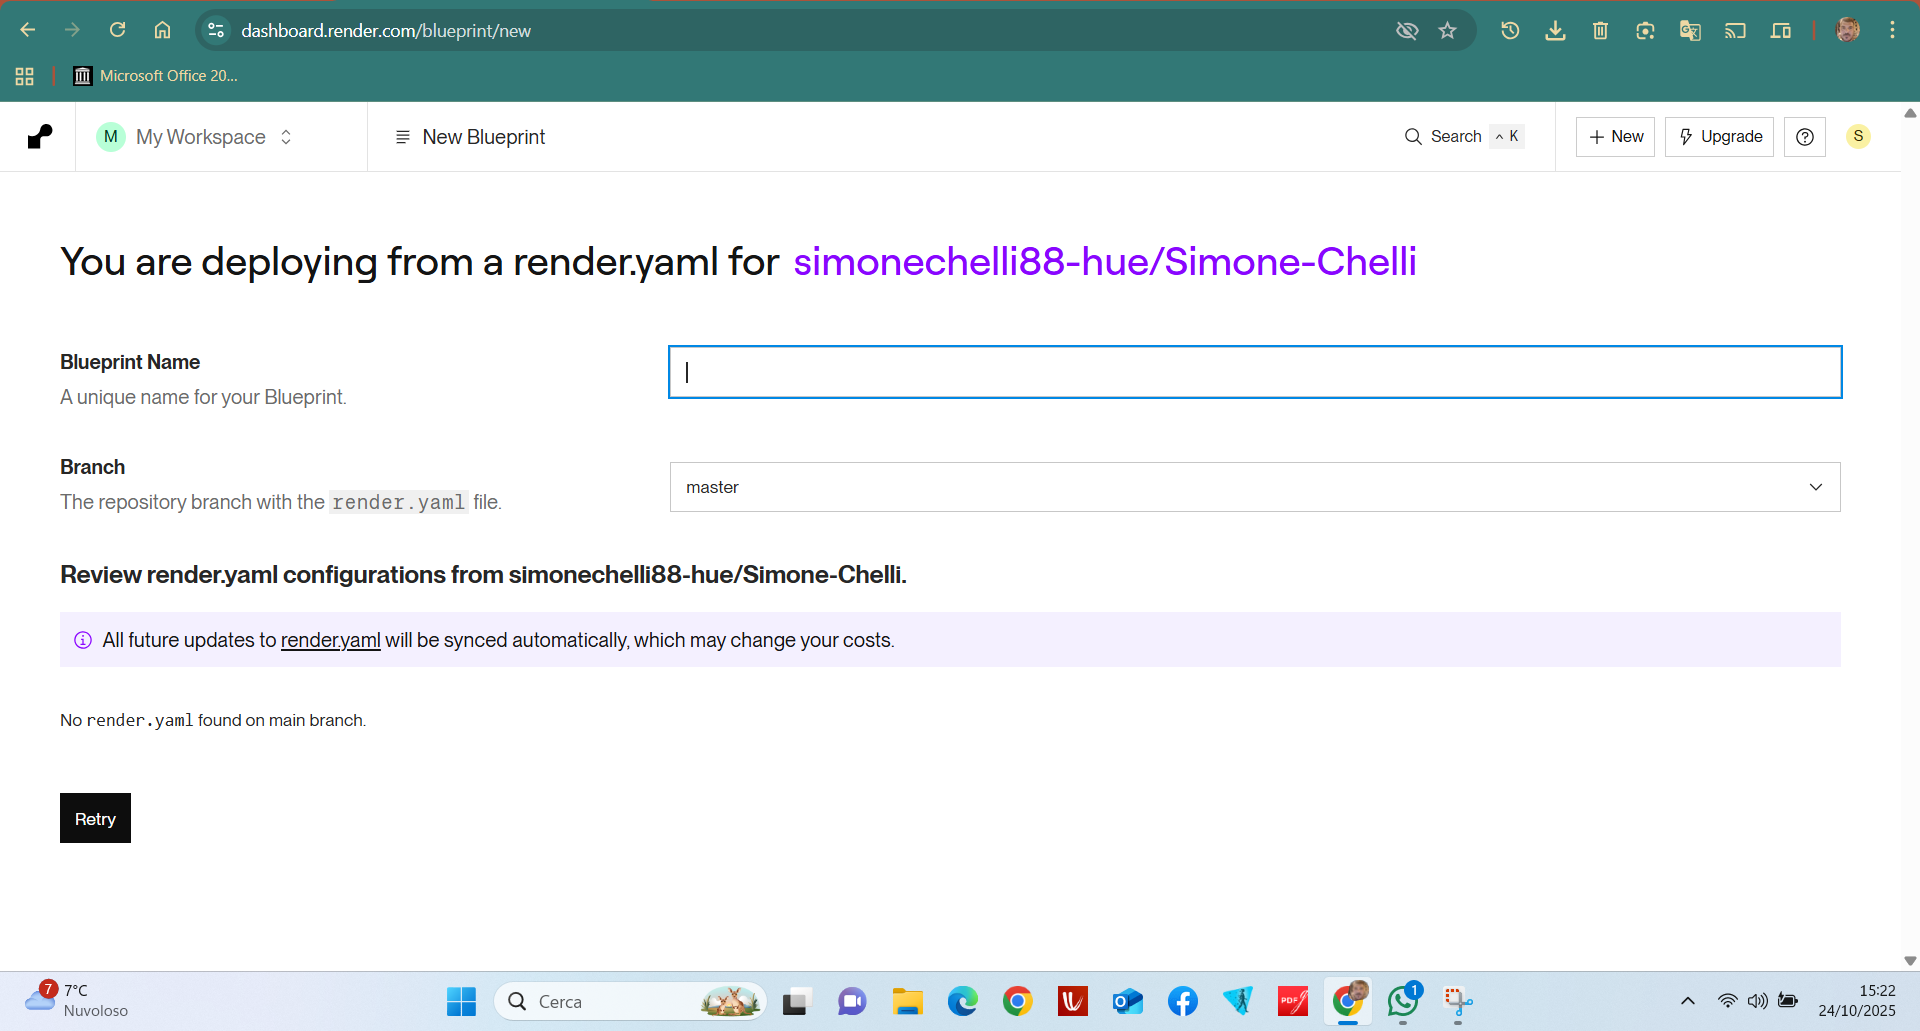 dashboard.render.com/blueprint/new
Microsoft Office 20...
M My Workspace
New Blueprint
Search ^ K
+ New
Upgrade
S
You are deploying from a render.yaml for simonechelli88-hue/Simone-Chelli
Blueprint Name
A unique name for your Blueprint.
Branch
The repository branch with the render.yaml file.
master
Review render.yaml configurations from simonechelli88-hue/Simone-Chelli.
All future updates to render.yaml will be synced automatically, which may change your costs.
No render.yaml found on main branch.
Retry
7
7°C
Nuvoloso
Cerca
PDF
1
15:22
24/10/2025